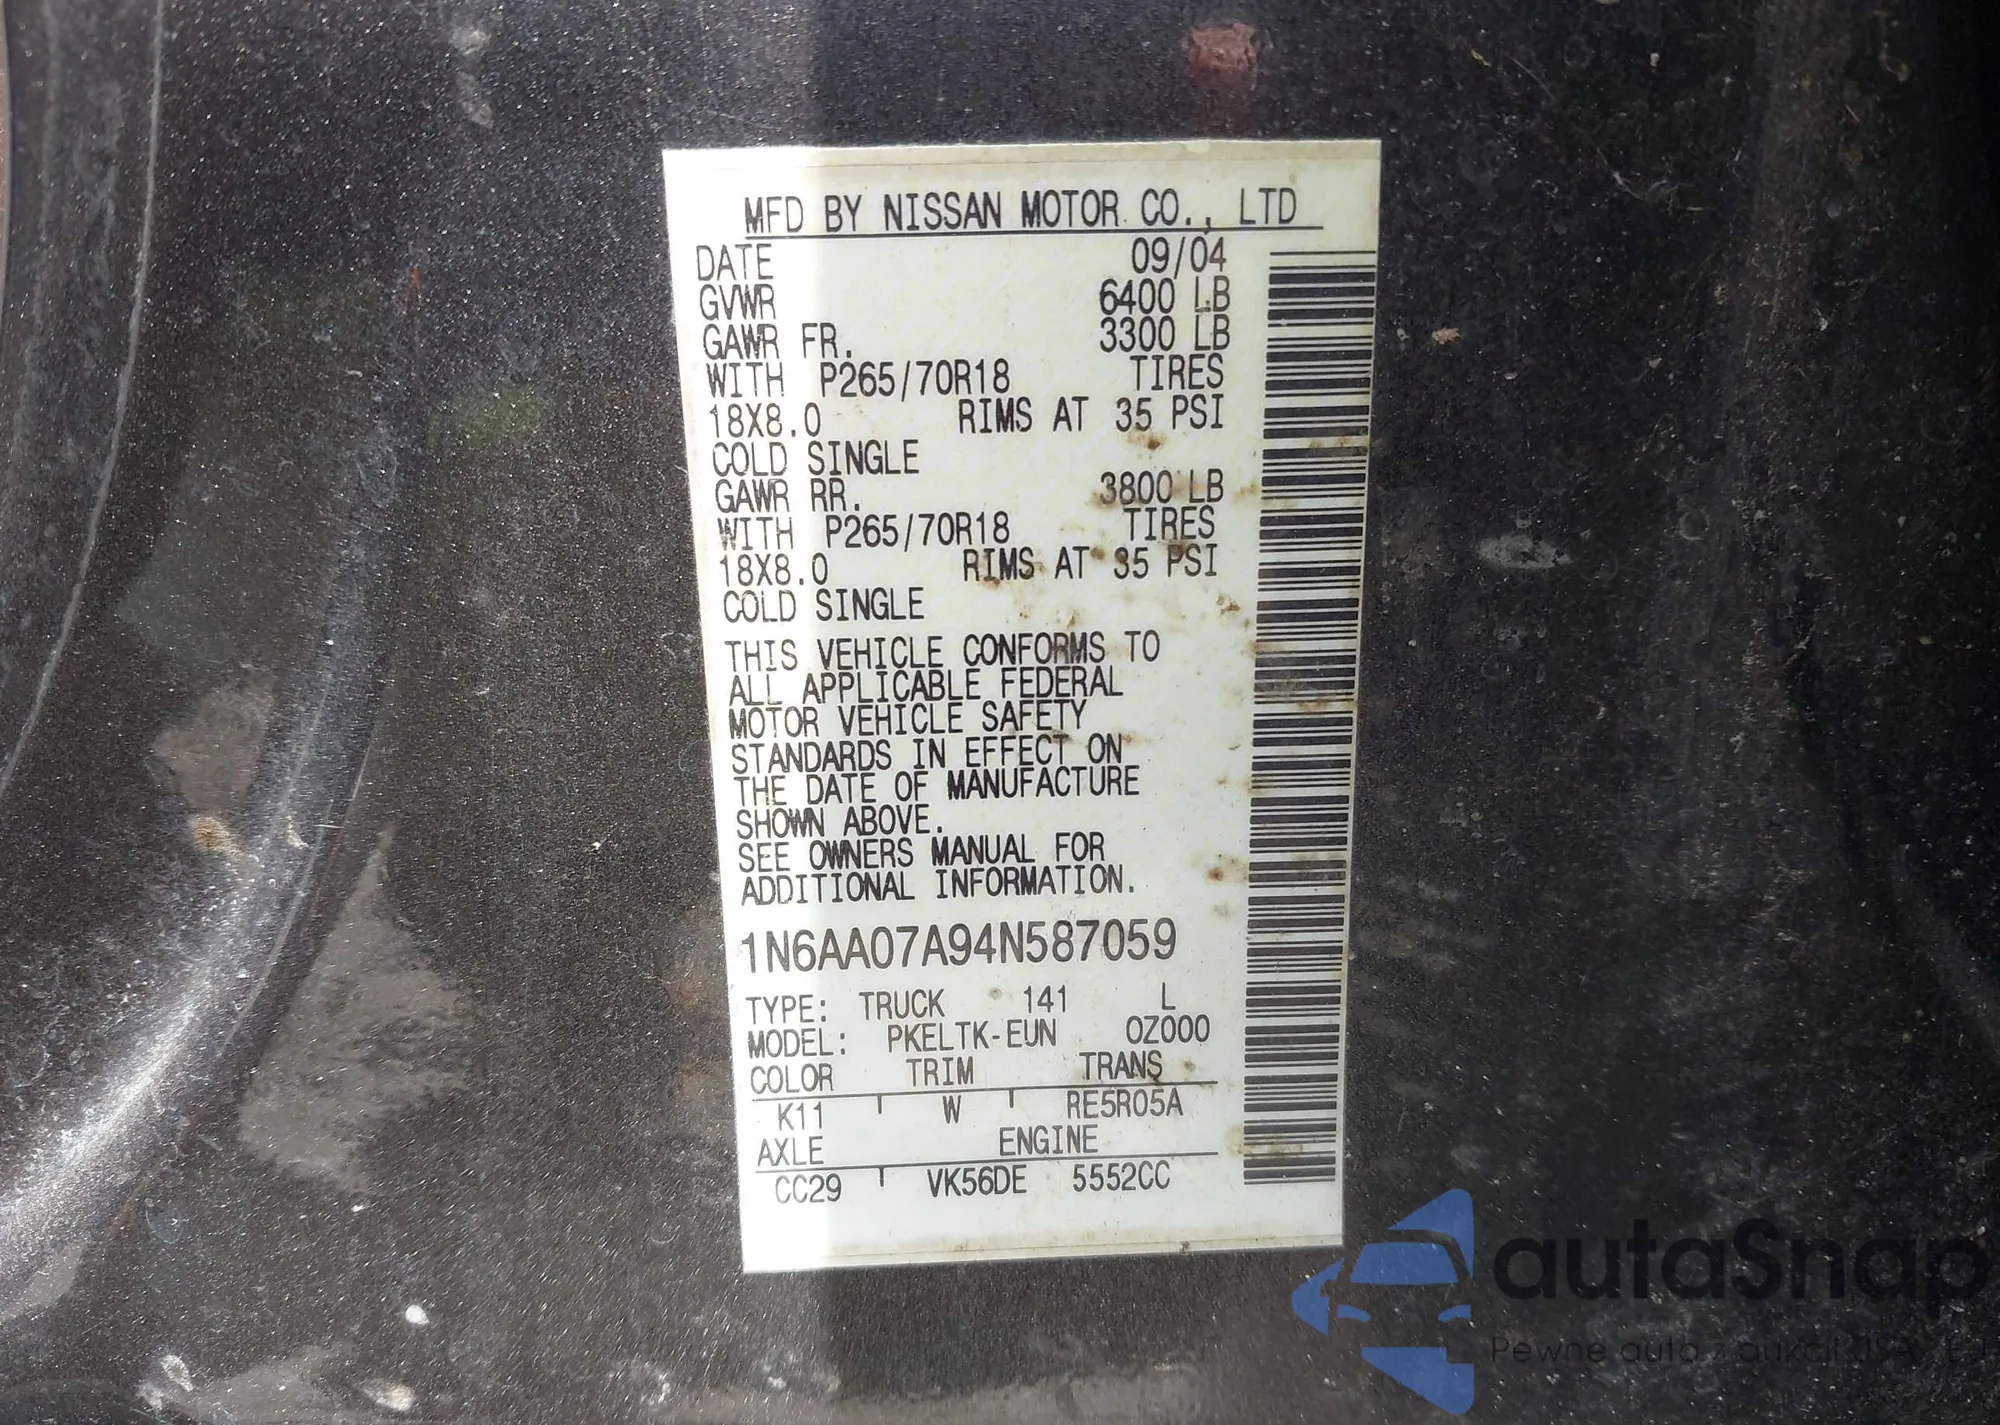 MFD BY NISSAN MOTOR CO., LTD
DATE 09/04
GVWR 6400 LB
GAWR FR. 3300 LB
WITH P265/70R18 TIRES
18X8.0 RIMS AT 35 PSI
COLD SINGLE
GAWR RR. 3800 LB
WITH P265/70R18 TIRES
18X8.0 RIMS AT 35 PSI
COLD SINGLE
THIS VEHICLE CONFORMS TO
ALL APPLICABLE FEDERAL
MOTOR VEHICLE SAFETY
STANDARDS IN EFFECT ON
THE DATE OF MANUFACTURE
SHOWN ABOVE.
SEE OWNERS MANUAL FOR
ADDITIONAL INFORMATION.
1N6AA07A94N587059
TYPE: TRUCK 141 L
MODEL: PKELTK-EUN 0Z000
COLOR TRIM TRANS
K11 W RE5R05A
AXLE ENGINE
CC29 VK56DE 5552CC
autaSnap
Pewne auta z aukcji USA